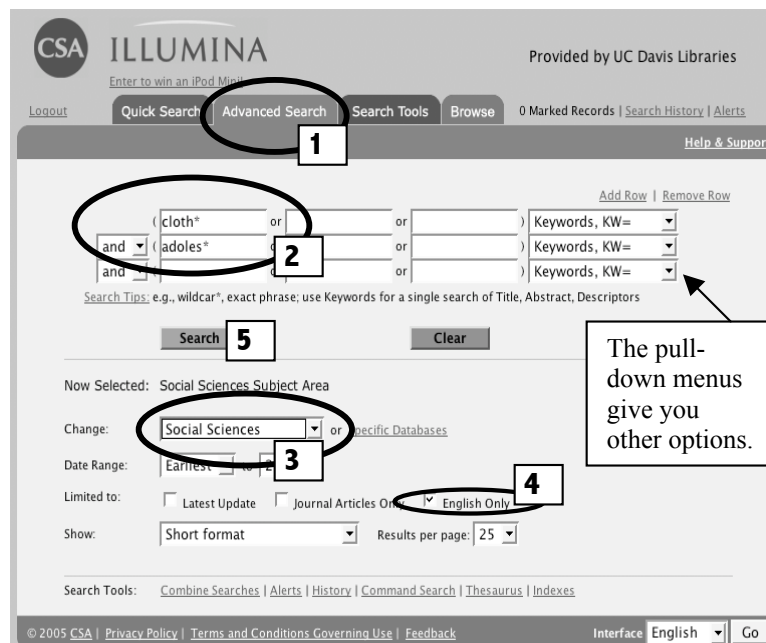 CSA ILLUMINA
Provided by UC Davis Libraries
Enter to win an iPod Mini!
Logout Quick Search Advanced Search Search Tools Browse 0 Marked Records | Search History | Alerts
1
Help & Suppor
Add Row | Remove Row
( cloth* or or ) Keywords, KW=
and ( adoles* or ) Keywords, KW=
2
and ( or ) Keywords, KW=
Search Tips: e.g., wildcar*, exact phrase; use Keywords for a single search of Title, Abstract, Descriptors
Search 5 Clear
The pull-
down menus
give you
other options.
Now Selected: Social Sciences Subject Area
Change: Social Sciences or Specific Databases
3
Date Range: Earliest to 2
4
Limited to: Latest Update Journal Articles Only English Only
Show: Short format Results per page: 25
Search Tools: Combine Searches | Alerts | History | Command Search | Thesaurus | Indexes
© 2005 CSA | Privacy Policy | Terms and Conditions Governing Use | Feedback Interface English Go